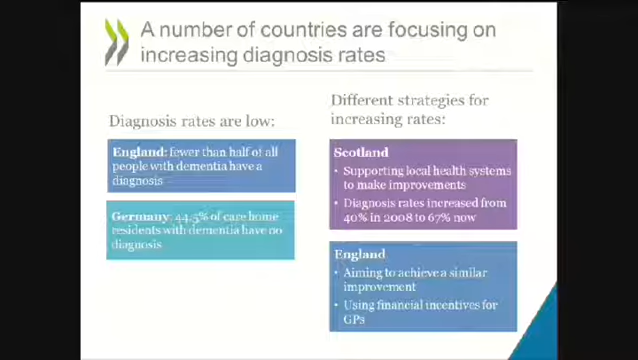 A number of countries are focusing on
increasing diagnosis rates
Diagnosis rates are low:
England: fewer than half of all
people with dementia have a
diagnosis
Germany: 44.5% of care home
residents with dementia have no
diagnosis
Different strategies for
increasing rates:
Scotland
• Supporting local health systems
to make improvements
• Diagnosis rates increased from
40% in 2008 to 67% now
England
• Aiming to achieve a similar
improvement
• Using financial incentives for
GPs